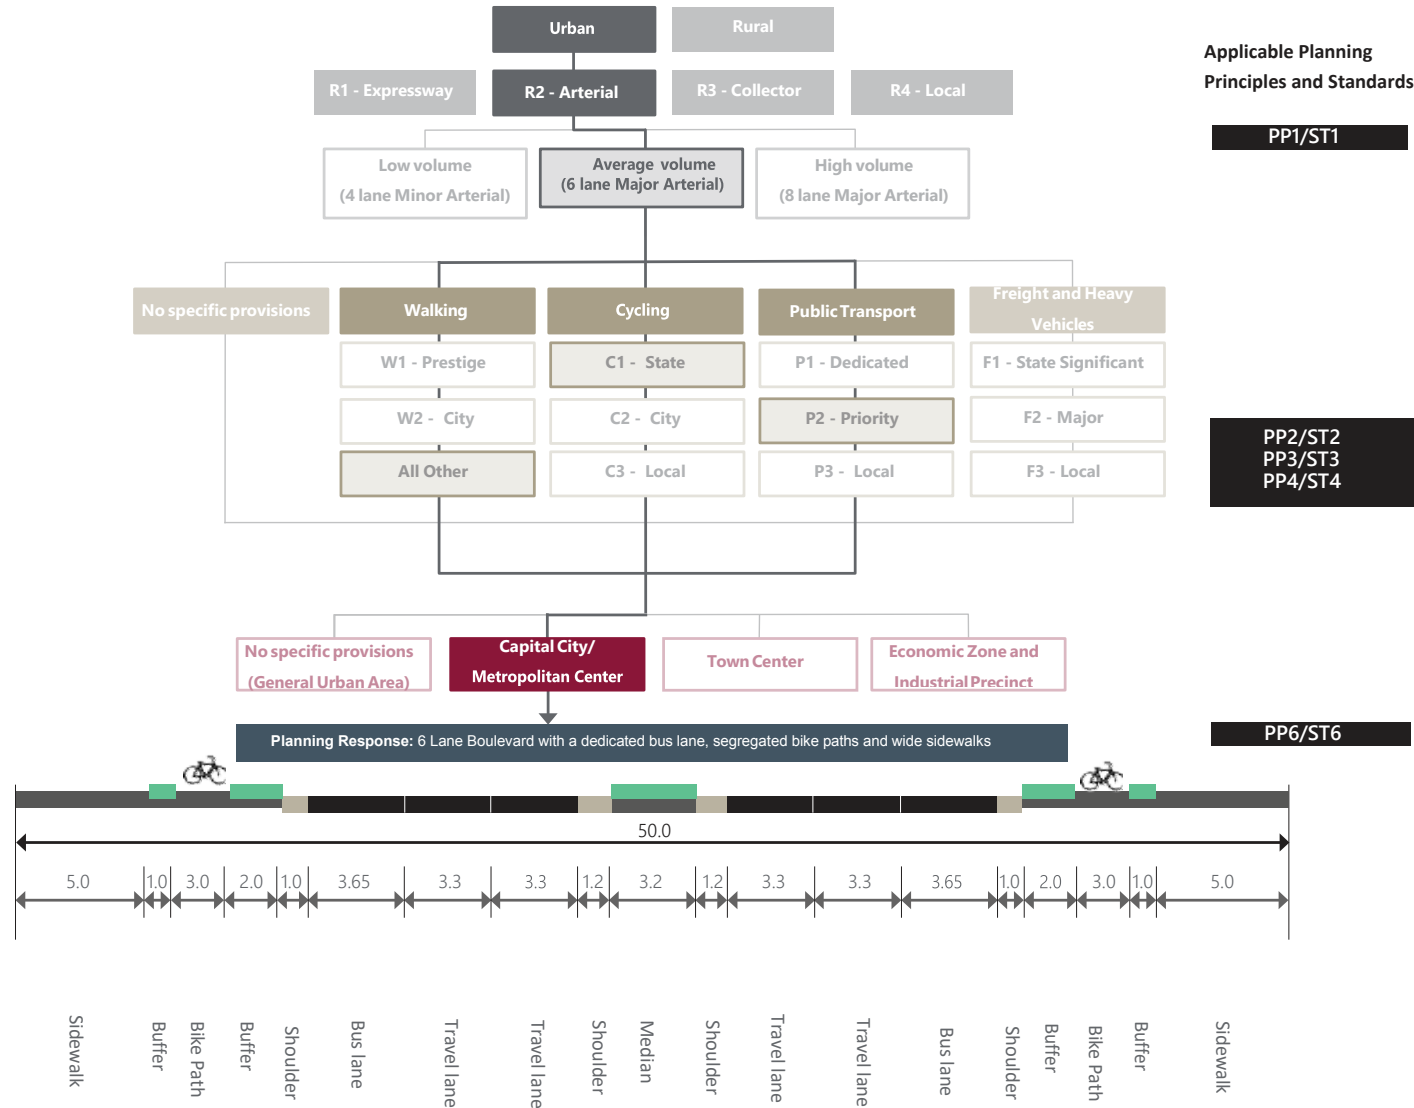 Urban
Rural
Applicable Planning
Principles and Standards
R1 - Expressway
R2 - Arterial
R3 - Collector
R4 - Local
PP1/ST1
Low volume
(4 lane Minor Arterial)
Average volume
(6 lane Major Arterial)
High volume
(8 lane Major Arterial)
No specific provisions
Walking
Cycling
Public Transport
Freight and Heavy
Vehicles
W1 - Prestige
C1 - State
P1 - Dedicated
F1 - State Significant
W2 - City
C2 - City
P2 - Priority
F2 - Major
All Other
C3 - Local
P3 - Local
F3 - Local
PP2/ST2
PP3/ST3
PP4/ST4
No specific provisions
(General Urban Area)
Capital City/
Metropolitan Center
Town Center
Economic Zone and
Industrial Precinct
Planning Response: 6 Lane Boulevard with a dedicated bus lane, segregated bike paths and wide sidewalks
PP6/ST6
50.0
5.0 1.0 3.0 2.0 1.0 3.65 3.3 3.3 1.2 3.2 1.2 3.3 3.3 3.65 1.0 2.0 3.0 1.0 5.0
Sidewalk
Buffer
Bike Path
Buffer
Shoulder
Bus lane
Travel lane
Travel lane
Shoulder
Median
Shoulder
Travel lane
Travel lane
Bus lane
Shoulder
Buffer
Bike Path
Buffer
Sidewalk